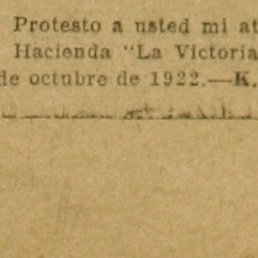 Protesto a usted mi at
Hacienda "La Victoria
de octubre de 1922.—K.